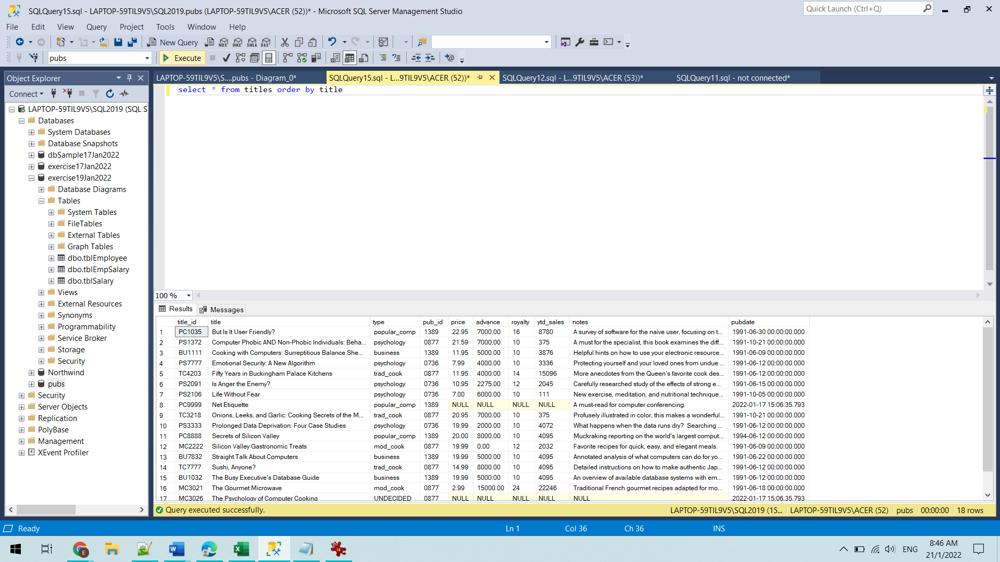 SQLQuery15.sql - LAPTOP-59TIL9V5\SQL2019.pubs (LAPTOP-59TIL9V5\ACER (52))* - Microsoft SQL Server Management Studio
Quick Launch (Ctrl+Q)
File Edit View Query Project Tools Window Help
New Query MDX DMX XMLA DAX
pubs Execute
Object Explorer
LAPTOP-59TIL9V5\S....pubs - Diagram_0* SQLQuery15.sql - L...9TIL9V5\ACER (52))* SQLQuery12.sql - L...9TIL9V5\ACER (53))* SQLQuery11.sql - not connected*
Connect
select * from titles order by title
LAPTOP-59TIL9V5\SQL2019 (SQL S
Databases
System Databases
Database Snapshots
dbSample17Jan2022
exercise17Jan2022
exercise19Jan2022
Database Diagrams
Tables
System Tables
FileTables
External Tables
Graph Tables
dbo.tblEmployee
dbo.tblEmpSalary
dbo.tblSalary
Views
External Resources
Synonyms
Programmability
Service Broker
Storage
Security
Northwind
pubs
Security
Server Objects
Replication
PolyBase
Management
XEvent Profiler
100 %
Results Messages
title_id title type pub_id price advance royalty ytd_sales notes pubdate
1 PC1035 But Is It User Friendly? popular_comp 1389 22.95 7000.00 16 8780 A survey of software for the naive user, focusing on t... 1991-06-30 00:00:00.000
2 PS1372 Computer Phobic AND Non-Phobic Individuals: Beha... psychology 0877 21.59 7000.00 10 375 A must for the specialist, this book examines the diff... 1991-10-21 00:00:00.000
3 BU1111 Cooking with Computers: Surreptitious Balance She... business 1389 11.95 5000.00 10 3876 Helpful hints on how to use your electronic resource... 1991-06-09 00:00:00.000
4 PS7777 Emotional Security: A New Algorithm psychology 0736 7.99 4000.00 10 3336 Protecting yourself and your loved ones from undue ... 1991-06-12 00:00:00.000
5 TC4203 Fifty Years in Buckingham Palace Kitchens trad_cook 0877 11.95 4000.00 14 15096 More anecdotes from the Queen's favorite cook des... 1991-06-12 00:00:00.000
6 PS2091 Is Anger the Enemy? psychology 0736 10.95 2275.00 12 2045 Carefully researched study of the effects of strong e... 1991-06-15 00:00:00.000
7 PS2106 Life Without Fear psychology 0736 7.00 6000.00 10 111 New exercise, meditation, and nutritional technique... 1991-10-05 00:00:00.000
8 PC9999 Net Etiquette popular_comp 1389 NULL NULL NULL NULL A must-read for computer conferencing. 2022-01-17 15:06:35.793
9 TC3218 Onions, Leeks, and Garlic: Cooking Secrets of the M... trad_cook 0877 20.95 7000.00 10 375 Profusely illustrated in color, this makes a wonderful... 1991-10-21 00:00:00.000
10 PS3333 Prolonged Data Deprivation: Four Case Studies psychology 0736 19.99 2000.00 10 4072 What happens when the data runs dry?  Searching ... 1991-06-12 00:00:00.000
11 PC8888 Secrets of Silicon Valley popular_comp 1389 20.00 8000.00 10 4095 Muckraking reporting on the world's largest comput... 1994-06-12 00:00:00.000
12 MC2222 Silicon Valley Gastronomic Treats mod_cook 0877 19.99 0.00 12 2032 Favorite recipes for quick, easy, and elegant meals. 1991-06-09 00:00:00.000
13 BU7832 Straight Talk About Computers business 1389 19.99 5000.00 10 4095 Annotated analysis of what computers can do for yo... 1991-06-22 00:00:00.000
14 TC7777 Sushi, Anyone? trad_cook 0877 14.99 8000.00 10 4095 Detailed instructions on how to make authentic Jap... 1991-06-12 00:00:00.000
15 BU1032 The Busy Executive's Database Guide business 1389 19.99 5000.00 10 4095 An overview of available database systems with em... 1991-06-12 00:00:00.000
16 MC3021 The Gourmet Microwave mod_cook 0877 2.99 15000.00 24 22246 Traditional French gourmet recipes adapted for mo... 1991-06-18 00:00:00.000
17 MC3026 The Psychology of Computer Cooking UNDECIDED 0877 NULL NULL NULL NULL NULL 2022-01-17 15:06:35.793
Query executed successfully. LAPTOP-59TIL9V5\SQL2019 (15... LAPTOP-59TIL9V5\ACER (52) pubs 00:00:00 18 rows
Ready Ln 1 Col 36 Ch 36 INS
ENG 8:46 AM
21/1/2022